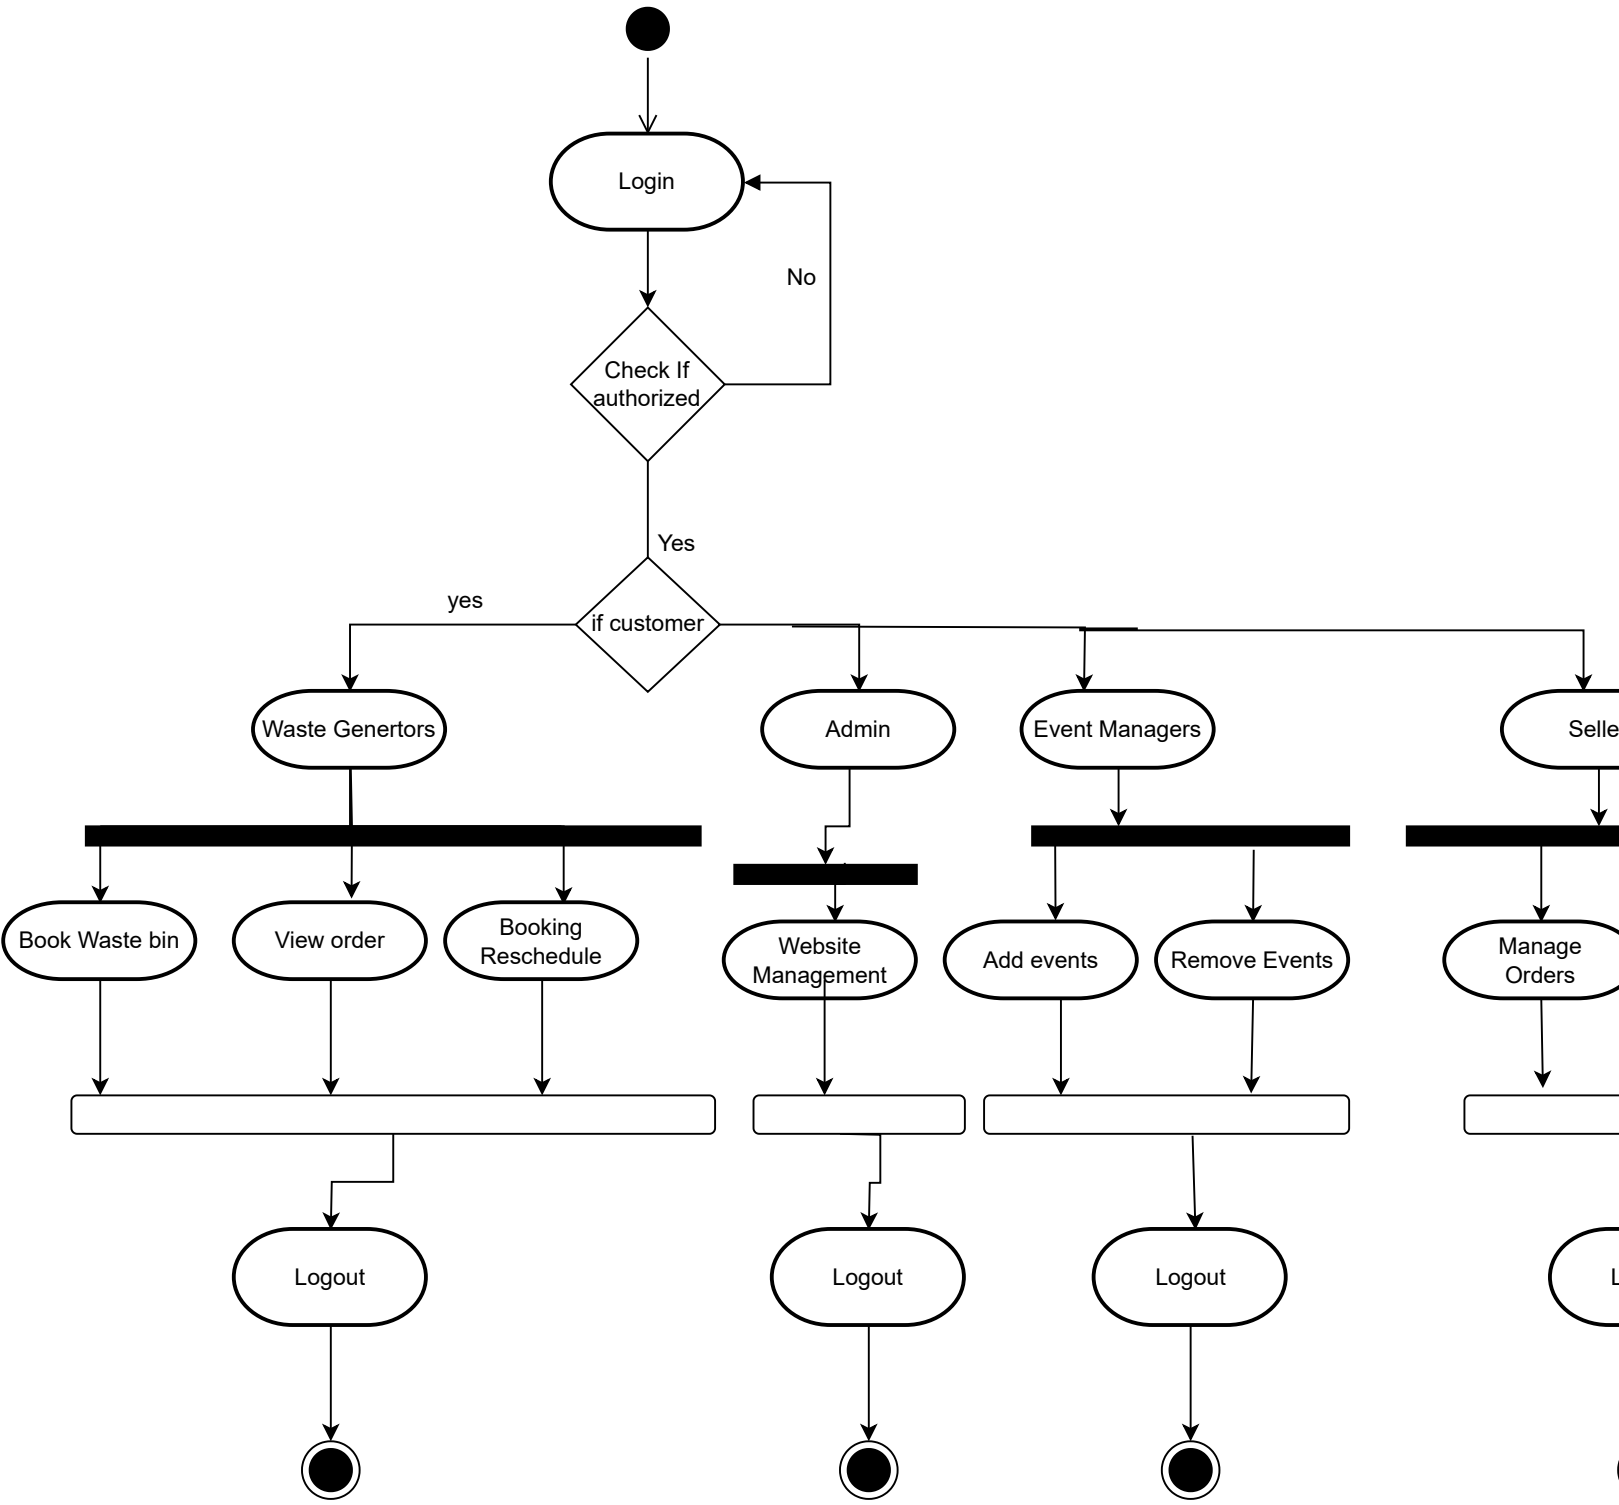 Login
No
Check If
authorized
Yes
yes
if customer
Waste Genertors
Admin
Event Managers
Selle
Book Waste bin
View order
Booking
Reschedule
Website
Management
Add events
Remove Events
Manage
Orders
Logout
Logout
Logout
L